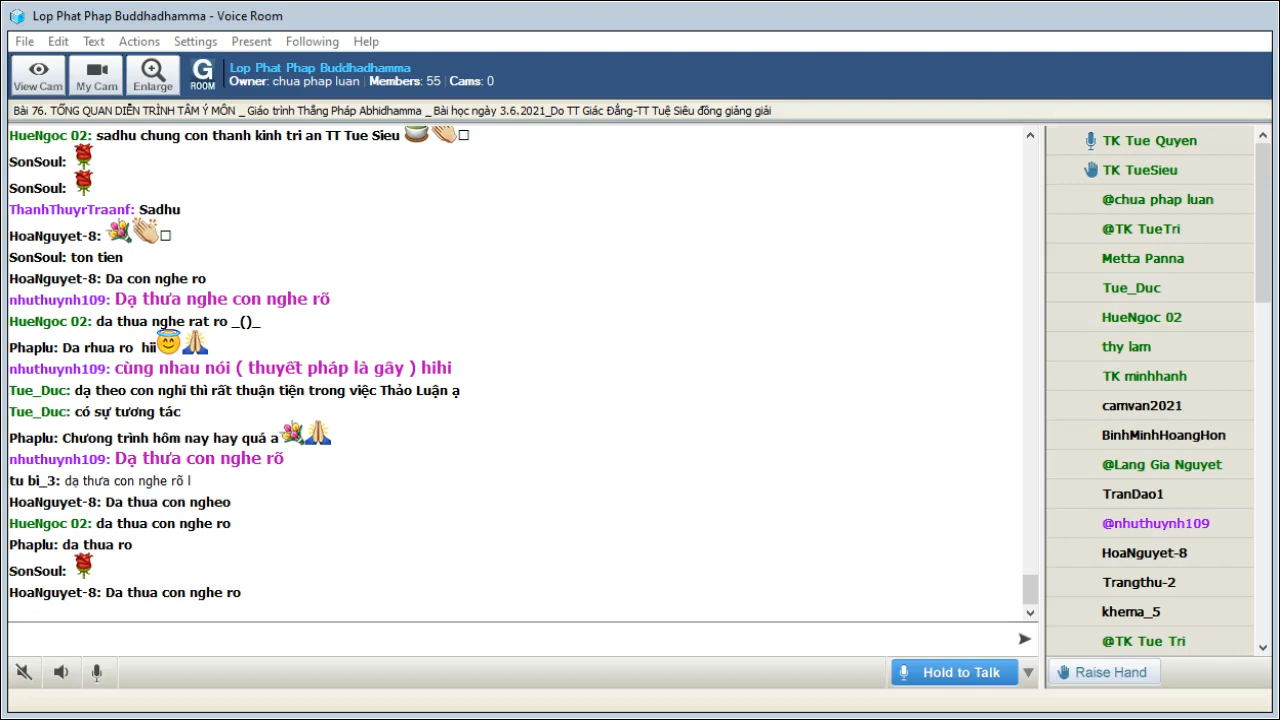 Lop Phat Phap Buddhadhamma - Voice Room
File Edit Text Actions Settings Present Following Help
View Cam My Cam Enlarge G ROOM
Lop Phat Phap Buddhadhamma
Owner: chua phap luan Members: 55 Cams: 0
Bài 76. TỔNG QUAN DIỄN TRÌNH TÂM Ý MÔN _ Giáo trình Thắng Pháp Abhidhamma _ Bài học ngày 3.6.2021_Do TT Giác Đẳng-TT Tuệ Siêu đồng giảng giải
HueNgoc 02: sadhu chung con thanh kinh tri an TT Tue Sieu
SonSoul:
SonSoul:
ThanhThuyrTraanf: Sadhu
HoaNguyet-8:
SonSoul: ton tien
HoaNguyet-8: Da con nghe ro
nhuthuynh109: Dạ thưa nghe con nghe rõ
HueNgoc 02: da thua nghe rat ro _()_
Phaplu: Da rhua ro hii
nhuthuynh109: cùng nhau nói ( thuyết pháp là gây ) hihi
Tue_Duc: dạ theo con nghĩ thì rất thuận tiện trong việc Thảo Luận ạ
Tue_Duc: có sự tương tác
Phaplu: Chương trình hôm nay hay quá a
nhuthuynh109: Dạ thưa con nghe rõ
tu bi_3: dạ thưa con nghe rõ l
HoaNguyet-8: Da thua con ngheo
HueNgoc 02: da thua con nghe ro
Phaplu: da thua ro
SonSoul:
HoaNguyet-8: Da thua con nghe ro
Hold to Talk
TK Tue Quyen
TK TueSieu
@chua phap luan
@TK TueTri
Metta Panna
Tue_Duc
HueNgoc 02
thy lam
TK minhhanh
camvan2021
BinhMinhHoangHon
@Lang Gia Nguyet
TranDao1
@nhuthuynh109
HoaNguyet-8
Trangthu-2
khema_5
@TK Tue Tri
Raise Hand